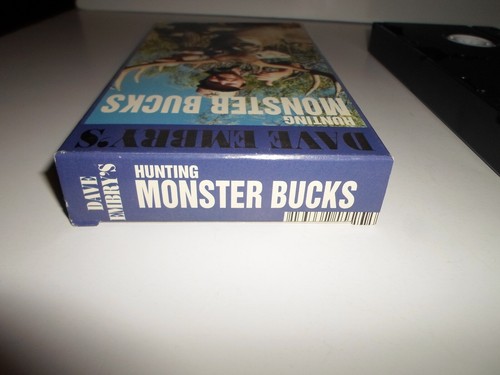 DAVE
EMBRY'S
HUNTING
MONSTER BUCKS
DAVE EMBRY'S
HUNTING
MONSTER BUCKS